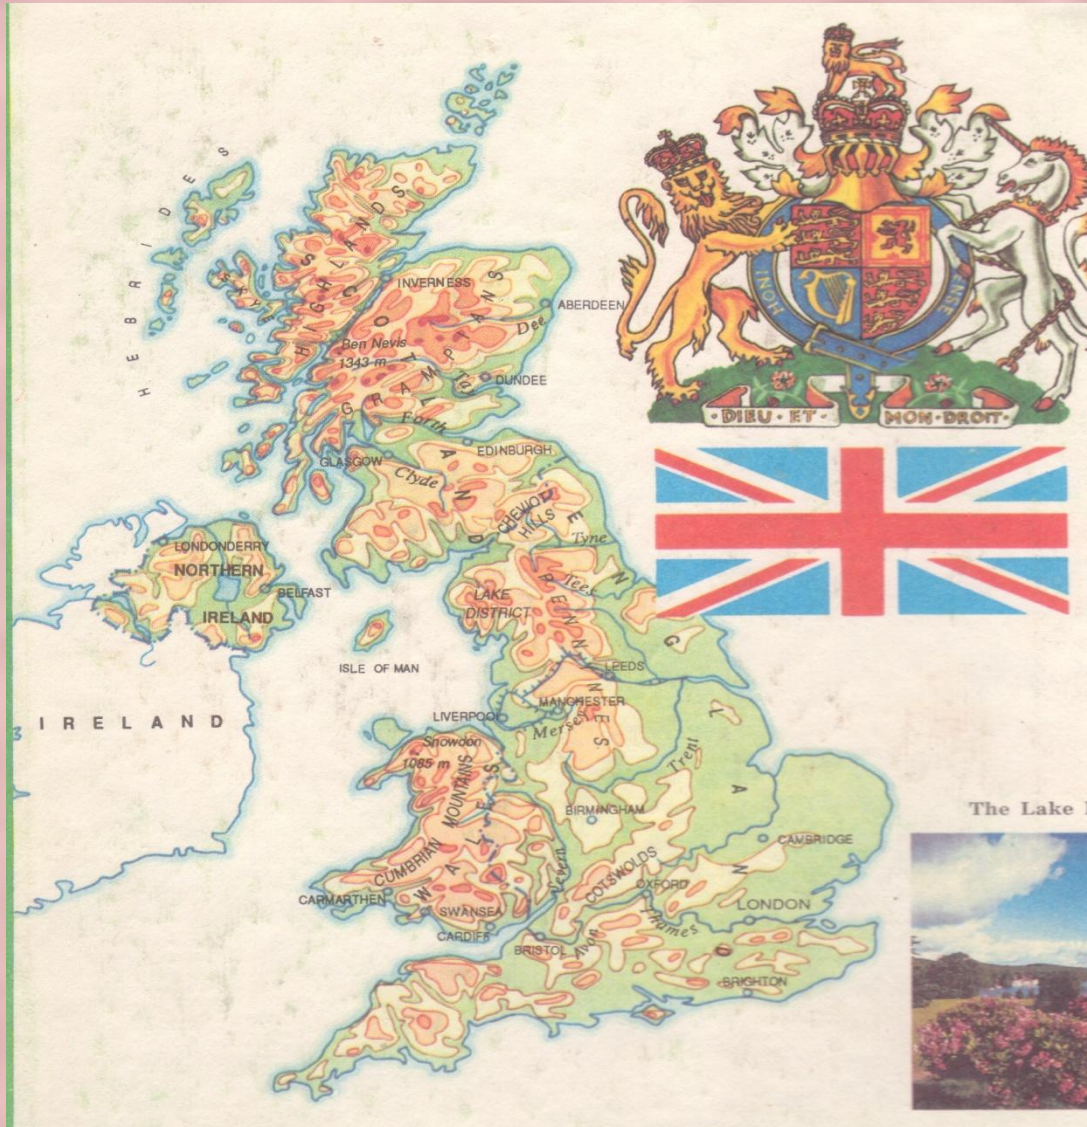 HEBRIDES
SKYE
HIGHLANDS
INVERNESS
SCOTLAND
ABERDEEN
Dee
Ben Nevis
1343 m
GRAMPIANS
Tay
DUNDEE
Forth
EDINBURGH
GLASGOW
Clyde
CHEVIOT
HILLS
Tyne
LONDONDERRY
NORTHERN
IRELAND
BELFAST
LAKE
DISTRICT
Tees
PENNINES
ENGLAND
ISLE OF MAN
LEEDS
IRELAND
LIVERPOOL
MANCHESTER
Mersey
Snowdon
1085 m
Trent
CUMBRIAN MOUNTAINS
WALES
BIRMINGHAM
CAMBRIDGE
Severn
COTSWOLDS
OXFORD
CARMARTHEN
SWANSEA
CARDIFF
BRISTOL
Avon
Thames
LONDON
BRIGHTON
HONI
ENSE
·DIEU·ET·
MON·DROIT·
The Lake